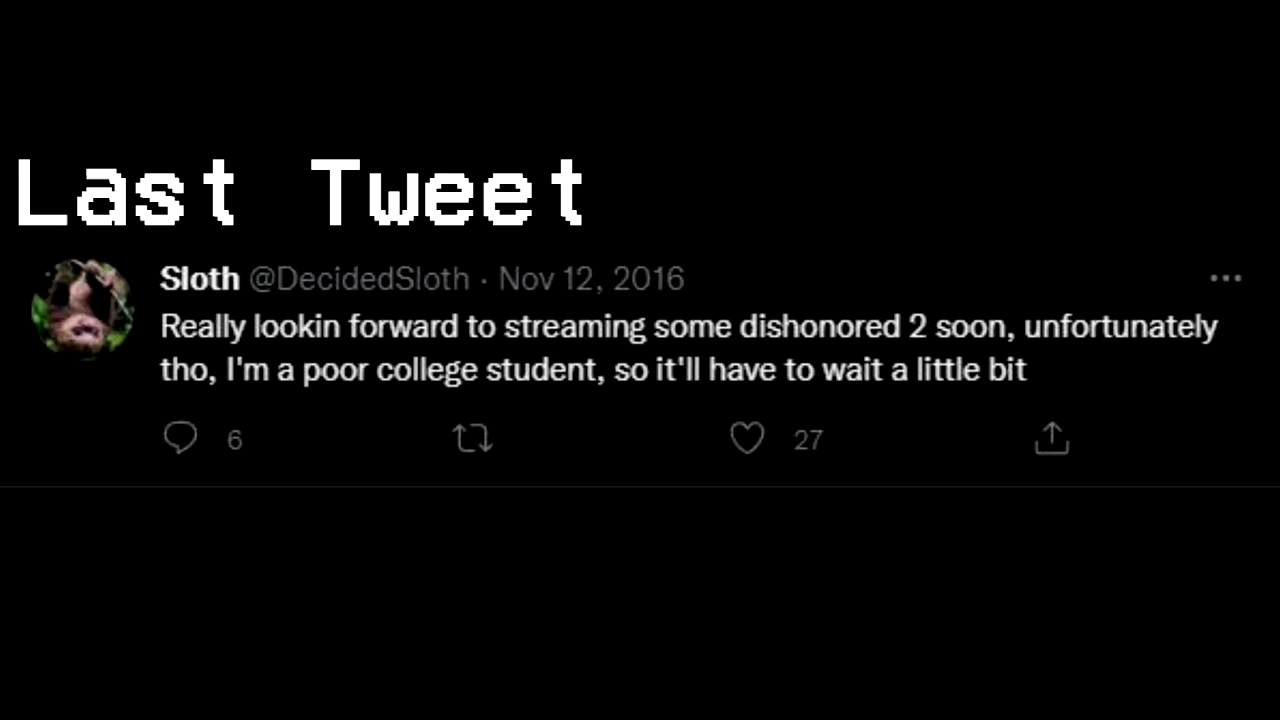 Last Tweet
Sloth @DecidedSloth · Nov 12, 2016
Really lookin forward to streaming some dishonored 2 soon, unfortunately
tho, I'm a poor college student, so it'll have to wait a little bit
6 27